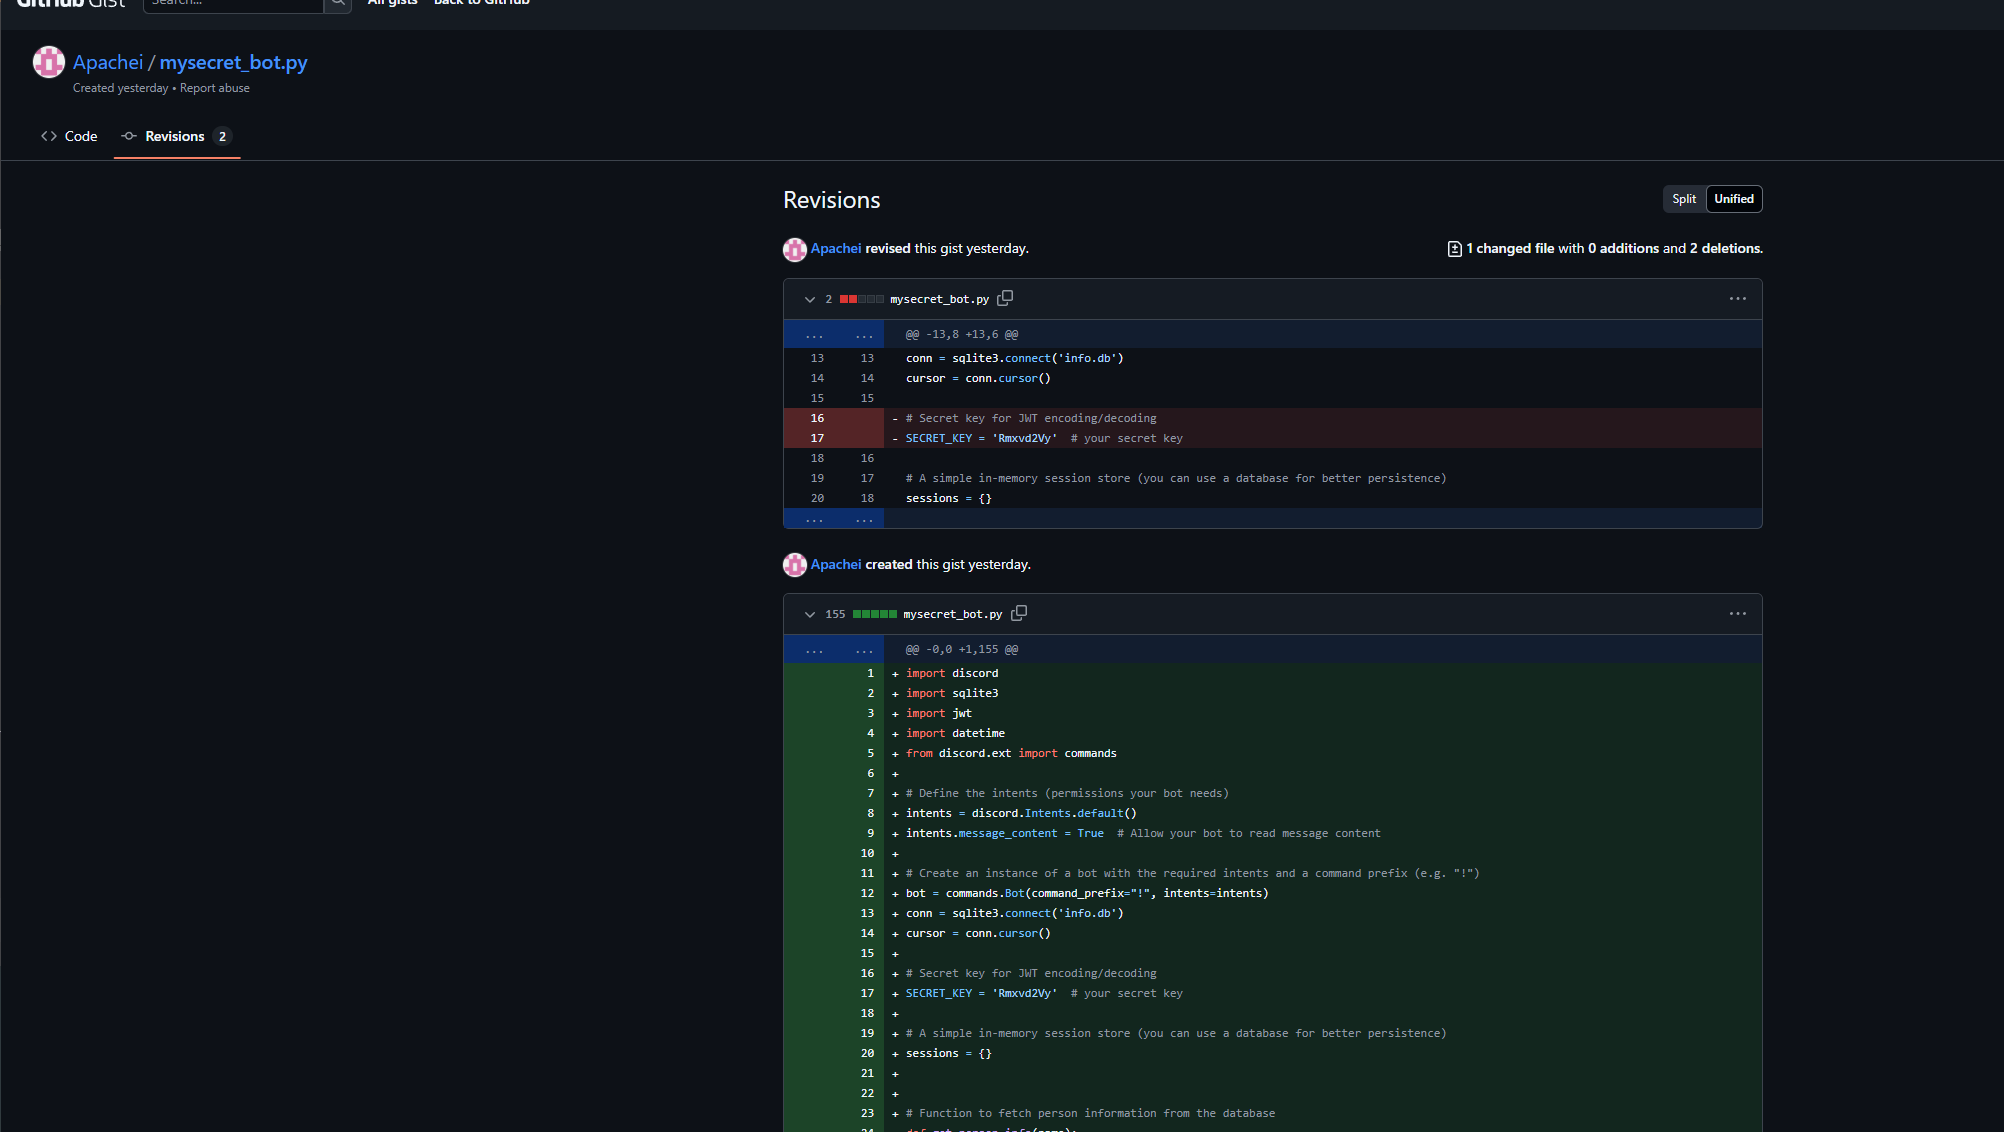 GitHub Gist Search... All gists Back to GitHub
Apachei / mysecret_bot.py
Created yesterday • Report abuse
Code Revisions 2
Revisions Split Unified
Apachei revised this gist yesterday. 1 changed file with 0 additions and 2 deletions.
2 mysecret_bot.py ...
... ... @@ -13,8 +13,6 @@
13 13 conn = sqlite3.connect('info.db')
14 14 cursor = conn.cursor()
15 15
16 - # Secret key for JWT encoding/decoding
17 - SECRET_KEY = 'Rmxvd2Vy' # your secret key
18 16
19 17 # A simple in-memory session store (you can use a database for better persistence)
20 18 sessions = {}
... ...
Apachei created this gist yesterday.
155 mysecret_bot.py ...
... ... @@ -0,0 +1,155 @@
1 + import discord
2 + import sqlite3
3 + import jwt
4 + import datetime
5 + from discord.ext import commands
6 +
7 + # Define the intents (permissions your bot needs)
8 + intents = discord.Intents.default()
9 + intents.message_content = True # Allow your bot to read message content
10 +
11 + # Create an instance of a bot with the required intents and a command prefix (e.g. "!")
12 + bot = commands.Bot(command_prefix="!", intents=intents)
13 + conn = sqlite3.connect('info.db')
14 + cursor = conn.cursor()
15 +
16 + # Secret key for JWT encoding/decoding
17 + SECRET_KEY = 'Rmxvd2Vy' # your secret key
18 +
19 + # A simple in-memory session store (you can use a database for better persistence)
20 + sessions = {}
21 +
22 +
23 + # Function to fetch person information from the database